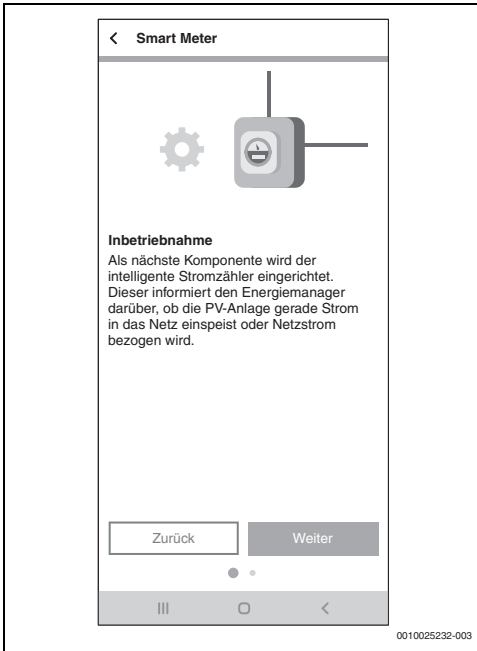 Smart Meter
Inbetriebnahme
Als nächste Komponente wird der
intelligente Stromzähler eingerichtet.
Dieser informiert den Energiemanager
darüber, ob die PV-Anlage gerade Strom
in das Netz einspeist oder Netzstrom
bezogen wird.
Zurück
Weiter
0010025232-003